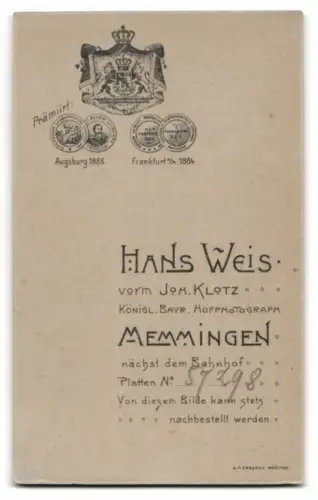 Prämiirt:
Augsburg 1886. Frankfurt a/M. 1884.
HANS WEIS.
vorm JOH. KLOTZ
KÖNIGL. BAYR. HOFPHOTOGRAPH
MEMMINGEN
nächst dem Bahnhof
Platten No 57298
Von diesem Bilde kann stets
nachbestellt werden